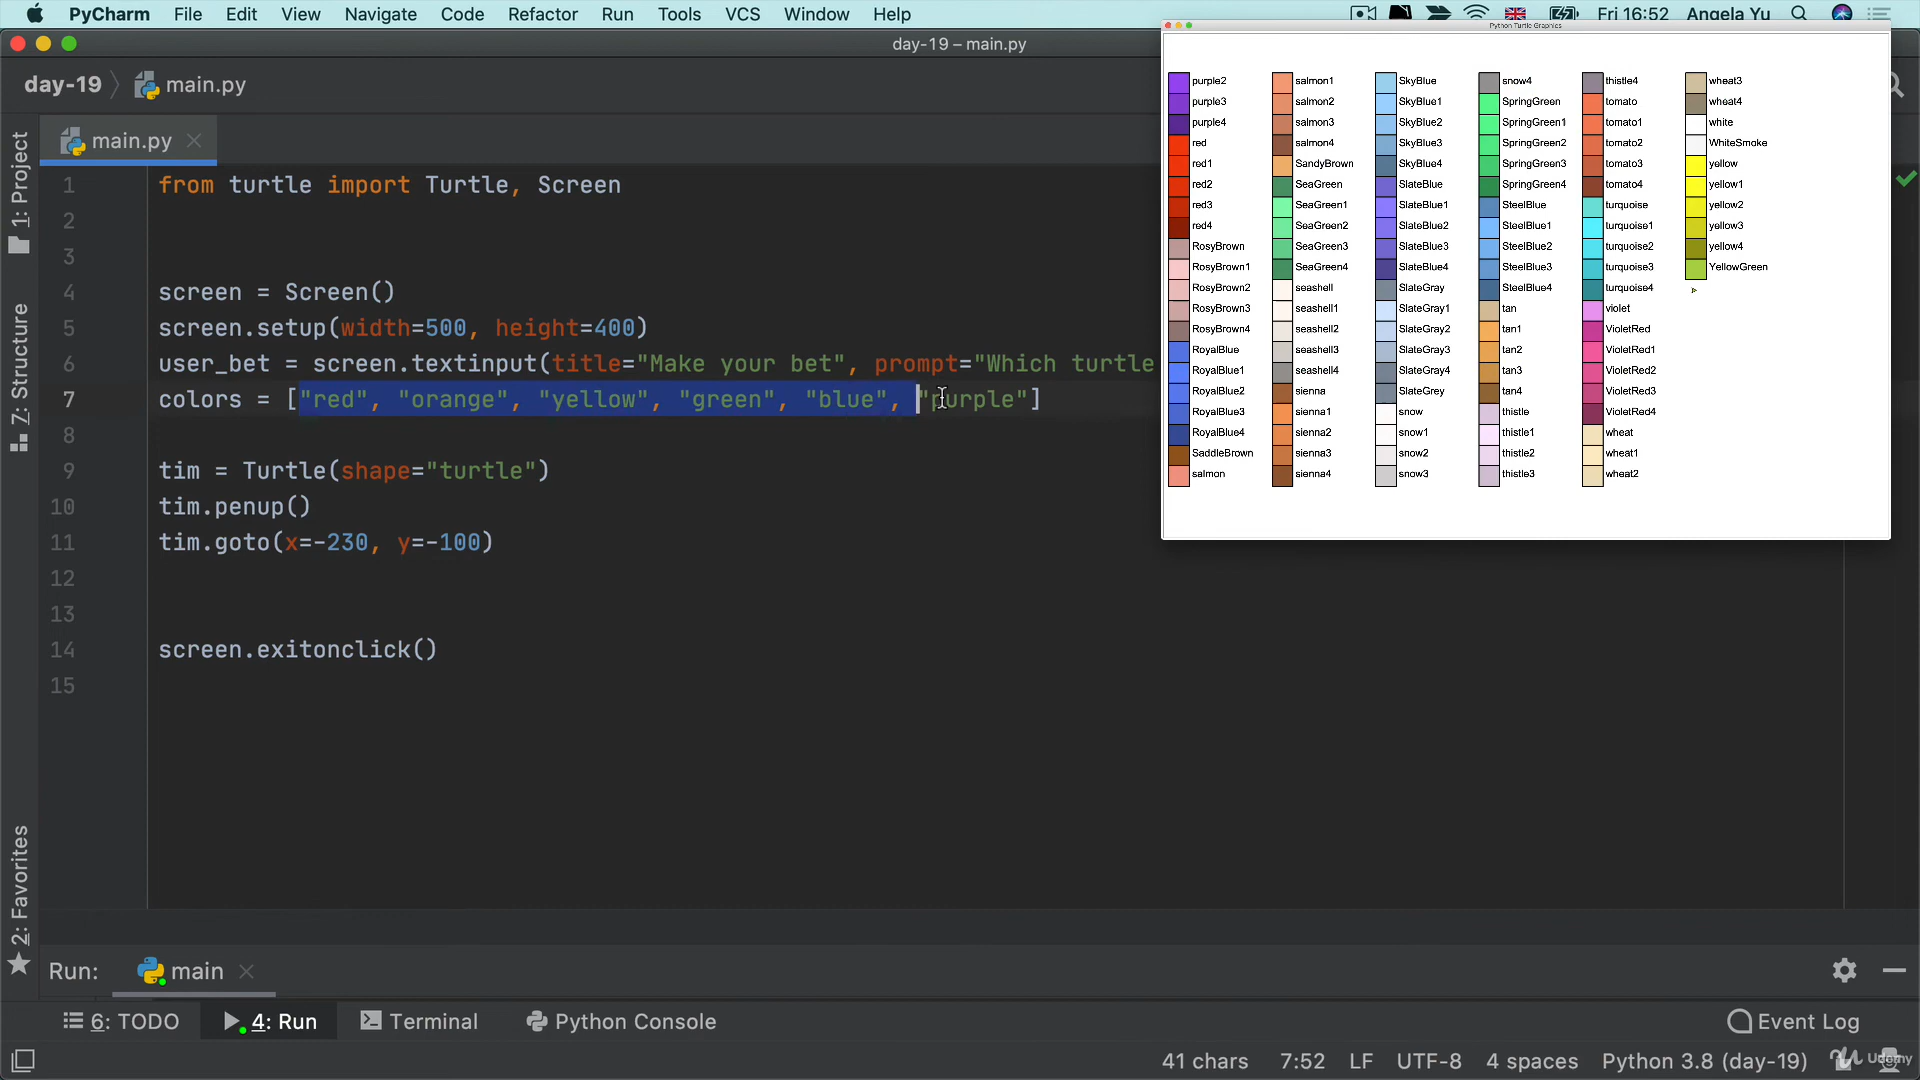 PyCharm File Edit View Navigate Code Refactor Run Tools VCS Window Help
Fri 16:52 Angela Yu
day-19 – main.py
day-19 main.py
main.py
1: Project
7: Structure
2: Favorites
1 from turtle import Turtle, Screen
2
3
4 screen = Screen()
5 screen.setup(width=500, height=400)
6 user_bet = screen.textinput(title="Make your bet", prompt="Which turtle
7 colors = ["red", "orange", "yellow", "green", "blue", "purple"]
8
9 tim = Turtle(shape="turtle")
10 tim.penup()
11 tim.goto(x=-230, y=-100)
12
13
14 screen.exitonclick()
15
Python Turtle Graphics
purple2 salmon1 SkyBlue snow4 thistle4 wheat3
purple3 salmon2 SkyBlue1 SpringGreen tomato wheat4
purple4 salmon3 SkyBlue2 SpringGreen1 tomato1 white
red salmon4 SkyBlue3 SpringGreen2 tomato2 WhiteSmoke
red1 SandyBrown SkyBlue4 SpringGreen3 tomato3 yellow
red2 SeaGreen SlateBlue SpringGreen4 tomato4 yellow1
red3 SeaGreen1 SlateBlue1 SteelBlue turquoise yellow2
red4 SeaGreen2 SlateBlue2 SteelBlue1 turquoise1 yellow3
RosyBrown SeaGreen3 SlateBlue3 SteelBlue2 turquoise2 yellow4
RosyBrown1 SeaGreen4 SlateBlue4 SteelBlue3 turquoise3 YellowGreen
RosyBrown2 seashell SlateGray SteelBlue4 turquoise4
RosyBrown3 seashell1 SlateGray1 tan violet
RosyBrown4 seashell2 SlateGray2 tan1 VioletRed
RoyalBlue seashell3 SlateGray3 tan2 VioletRed1
RoyalBlue1 seashell4 SlateGray4 tan3 VioletRed2
RoyalBlue2 sienna SlateGrey tan4 VioletRed3
RoyalBlue3 sienna1 snow thistle VioletRed4
RoyalBlue4 sienna2 snow1 thistle1 wheat
SaddleBrown sienna3 snow2 thistle2 wheat1
salmon sienna4 snow3 thistle3 wheat2
Run: main
6: TODO 4: Run Terminal Python Console Event Log
41 chars 7:52 LF UTF-8 4 spaces Python 3.8 (day-19)
Udemy